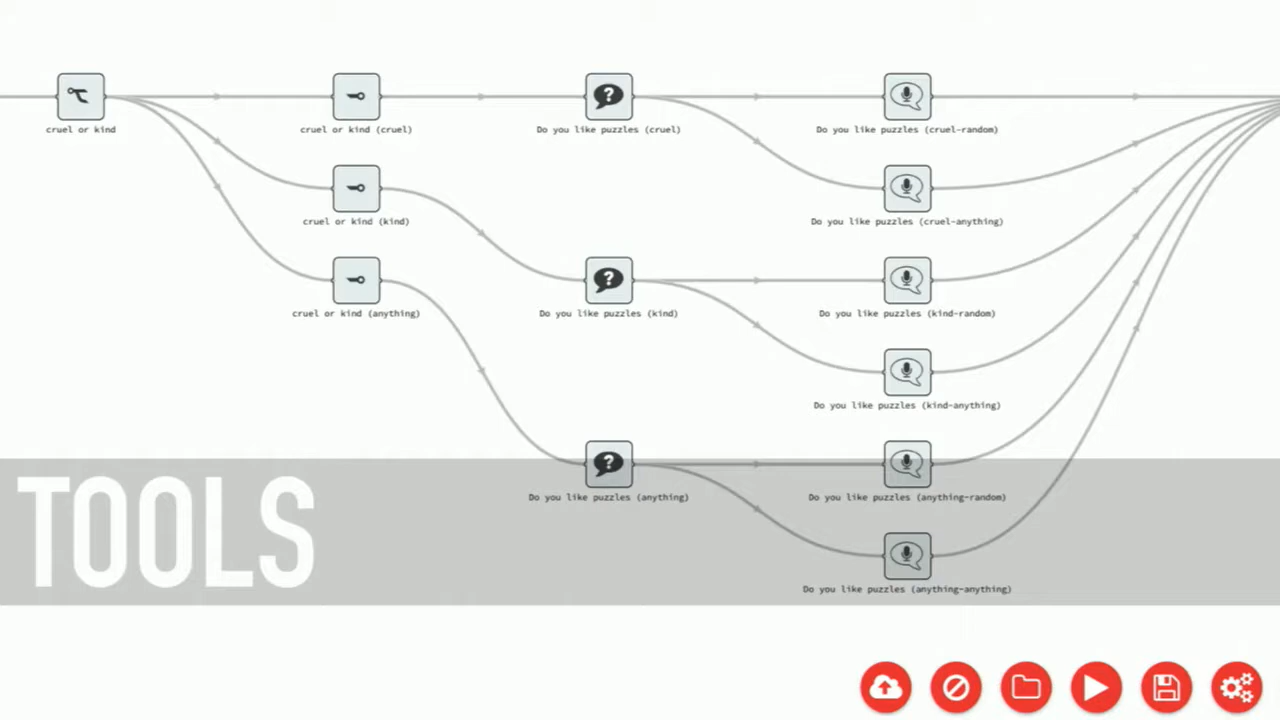 cruel or kind
cruel or kind (cruel)
Do you like puzzles (cruel)
Do you like puzzles (cruel-random)
cruel or kind (kind)
Do you like puzzles (cruel-anything)
cruel or kind (anything)
Do you like puzzles (kind)
Do you like puzzles (kind-random)
Do you like puzzles (kind-anything)
Do you like puzzles (anything)
Do you like puzzles (anything-random)
TOOLS
Do you like puzzles (anything-anything)